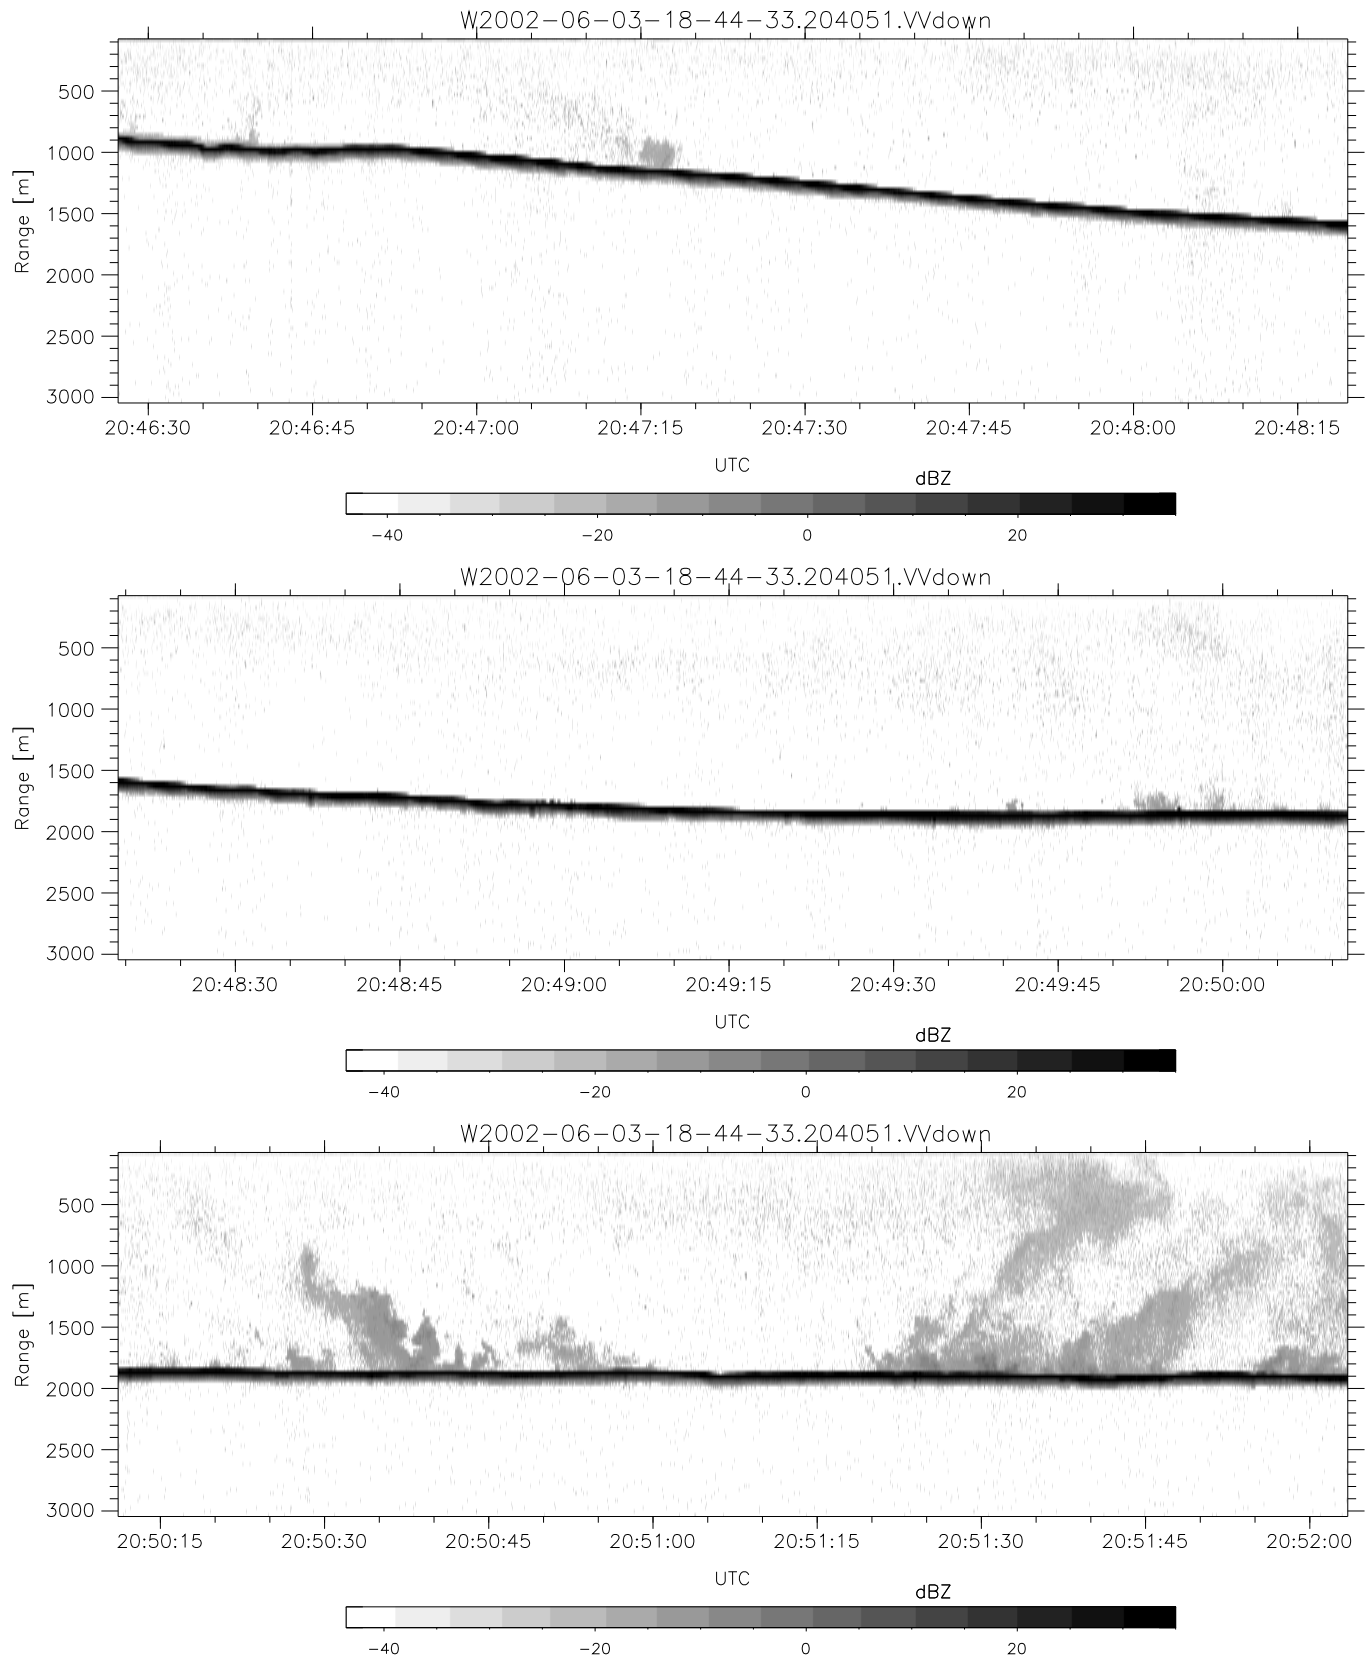 W2002-06-03-18-44-33.204051.VVdown
500
1000
1500
2000
2500
3000
Range [m]
20:46:30 20:46:45 20:47:00 20:47:15 20:47:30 20:47:45 20:48:00 20:48:15
UTC
dBZ
-40 -20 0 20
W2002-06-03-18-44-33.204051.VVdown
500
1000
1500
2000
2500
3000
Range [m]
20:48:30 20:48:45 20:49:00 20:49:15 20:49:30 20:49:45 20:50:00
UTC
dBZ
-40 -20 0 20
W2002-06-03-18-44-33.204051.VVdown
500
1000
1500
2000
2500
3000
Range [m]
20:50:15 20:50:30 20:50:45 20:51:00 20:51:15 20:51:30 20:51:45 20:52:00
UTC
dBZ
-40 -20 0 20